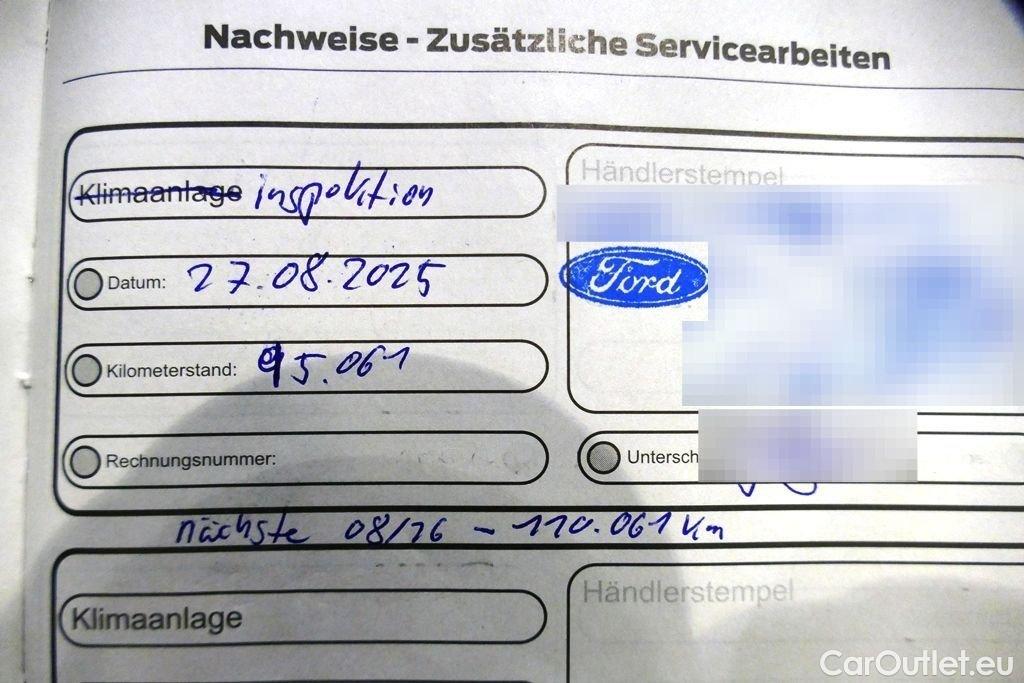 Nachweise - Zusätzliche Servicearbeiten
Klimaanlage inspektion
Händlerstempel
Datum: 27.08.2025
Ford
Kilometerstand: 95.061
Rechnungsnummer:
Untersch
nächste 08/26 - 110.061 km
Klimaanlage
Händlerstempel
CarOutlet.eu